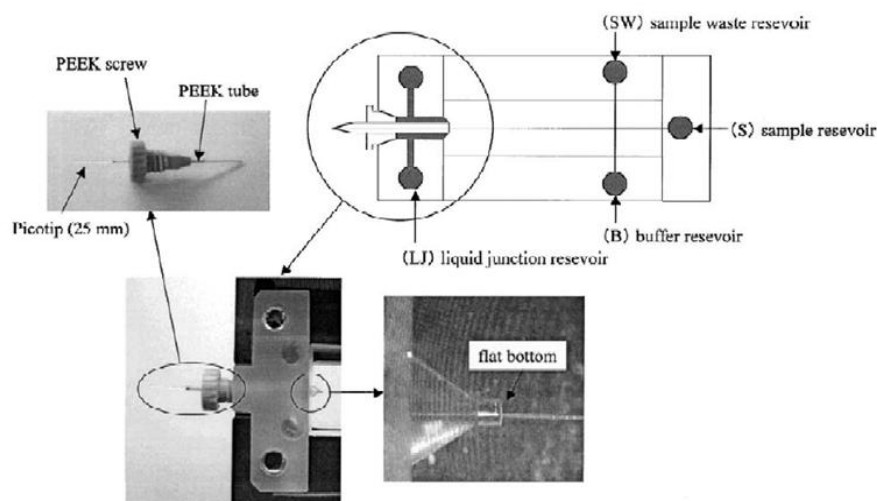 (SW) sample waste resevoir
PEEK screw
PEEK tube
(S) sample resevoir
Picotip (25 mm)
(B) buffer resevoir
(LJ) liquid junction resevoir
flat bottom